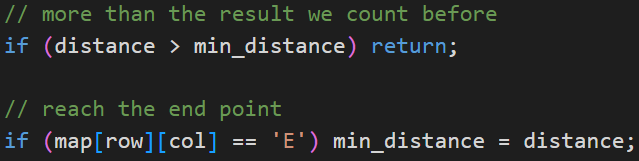 // more than the result we count before
if (distance > min_distance) return;
// reach the end point
if (map[row][col] == 'E') min_distance = distance;